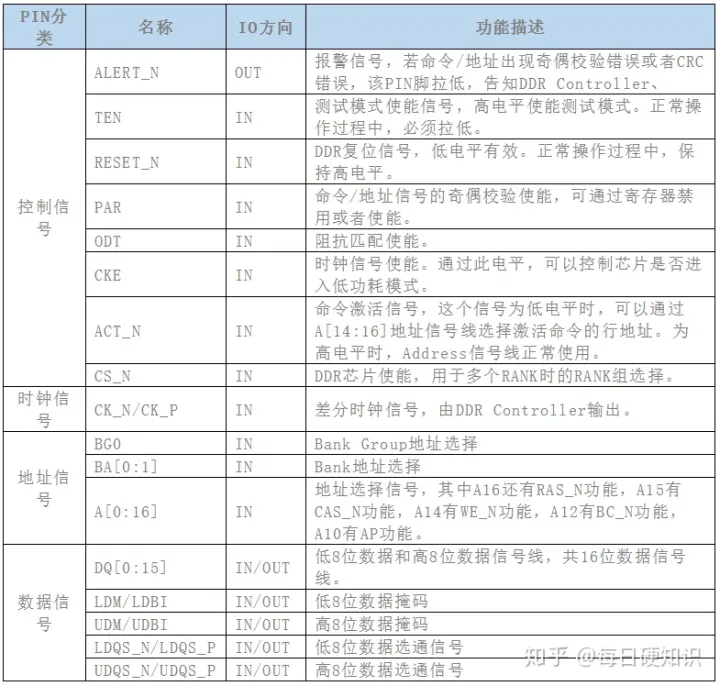 PIN分类 名称 IO方向 功能描述
控制信号
ALERT_N OUT 报警信号，若命令/地址出现奇偶校验错误或者CRC
错误，该PIN脚拉低，告知DDR Controller、
TEN IN 测试模式使能信号，高电平使能测试模式。正常操
作过程中，必须拉低。
RESET_N IN DDR复位信号，低电平有效。正常操作过程中，保
持高电平。
PAR IN 命令/地址信号的奇偶校验使能，可通过寄存器禁
用或者使能。
ODT IN 阻抗匹配使能。
CKE IN 时钟信号使能。通过此电平，可以控制芯片是否进
入低功耗模式。
ACT_N IN 命令激活信号，这个信号为低电平时，可以通过
A[14:16]地址信号线选择激活命令的行地址。为
高电平时，Address信号线正常使用。
CS_N IN DDR芯片使能，用于多个RANK时的RANK组选择。
时钟信号
CK_N/CK_P IN 差分时钟信号，由DDR Controller输出。
地址信号
BG0 IN Bank Group地址选择
BA[0:1] IN Bank地址选择
A[0:16] IN 地址选择信号，其中A16还有RAS_N功能，A15有
CAS_N功能，A14有WE_N功能，A12有BC_N功能，
A10有AP功能。
数据信号
DQ[0:15] IN/OUT 低8位数据和高8位数据信号线，共16位数据信号
线。
LDM/LDBI IN/OUT 低8位数据掩码
UDM/UDBI IN/OUT 高8位数据掩码
LDQS_N/LDQS_P IN/OUT 低8位数据选通信号
UDQS_N/UDQS_P IN/OUT 高8位数据选通信号
知乎 @每日硬知识